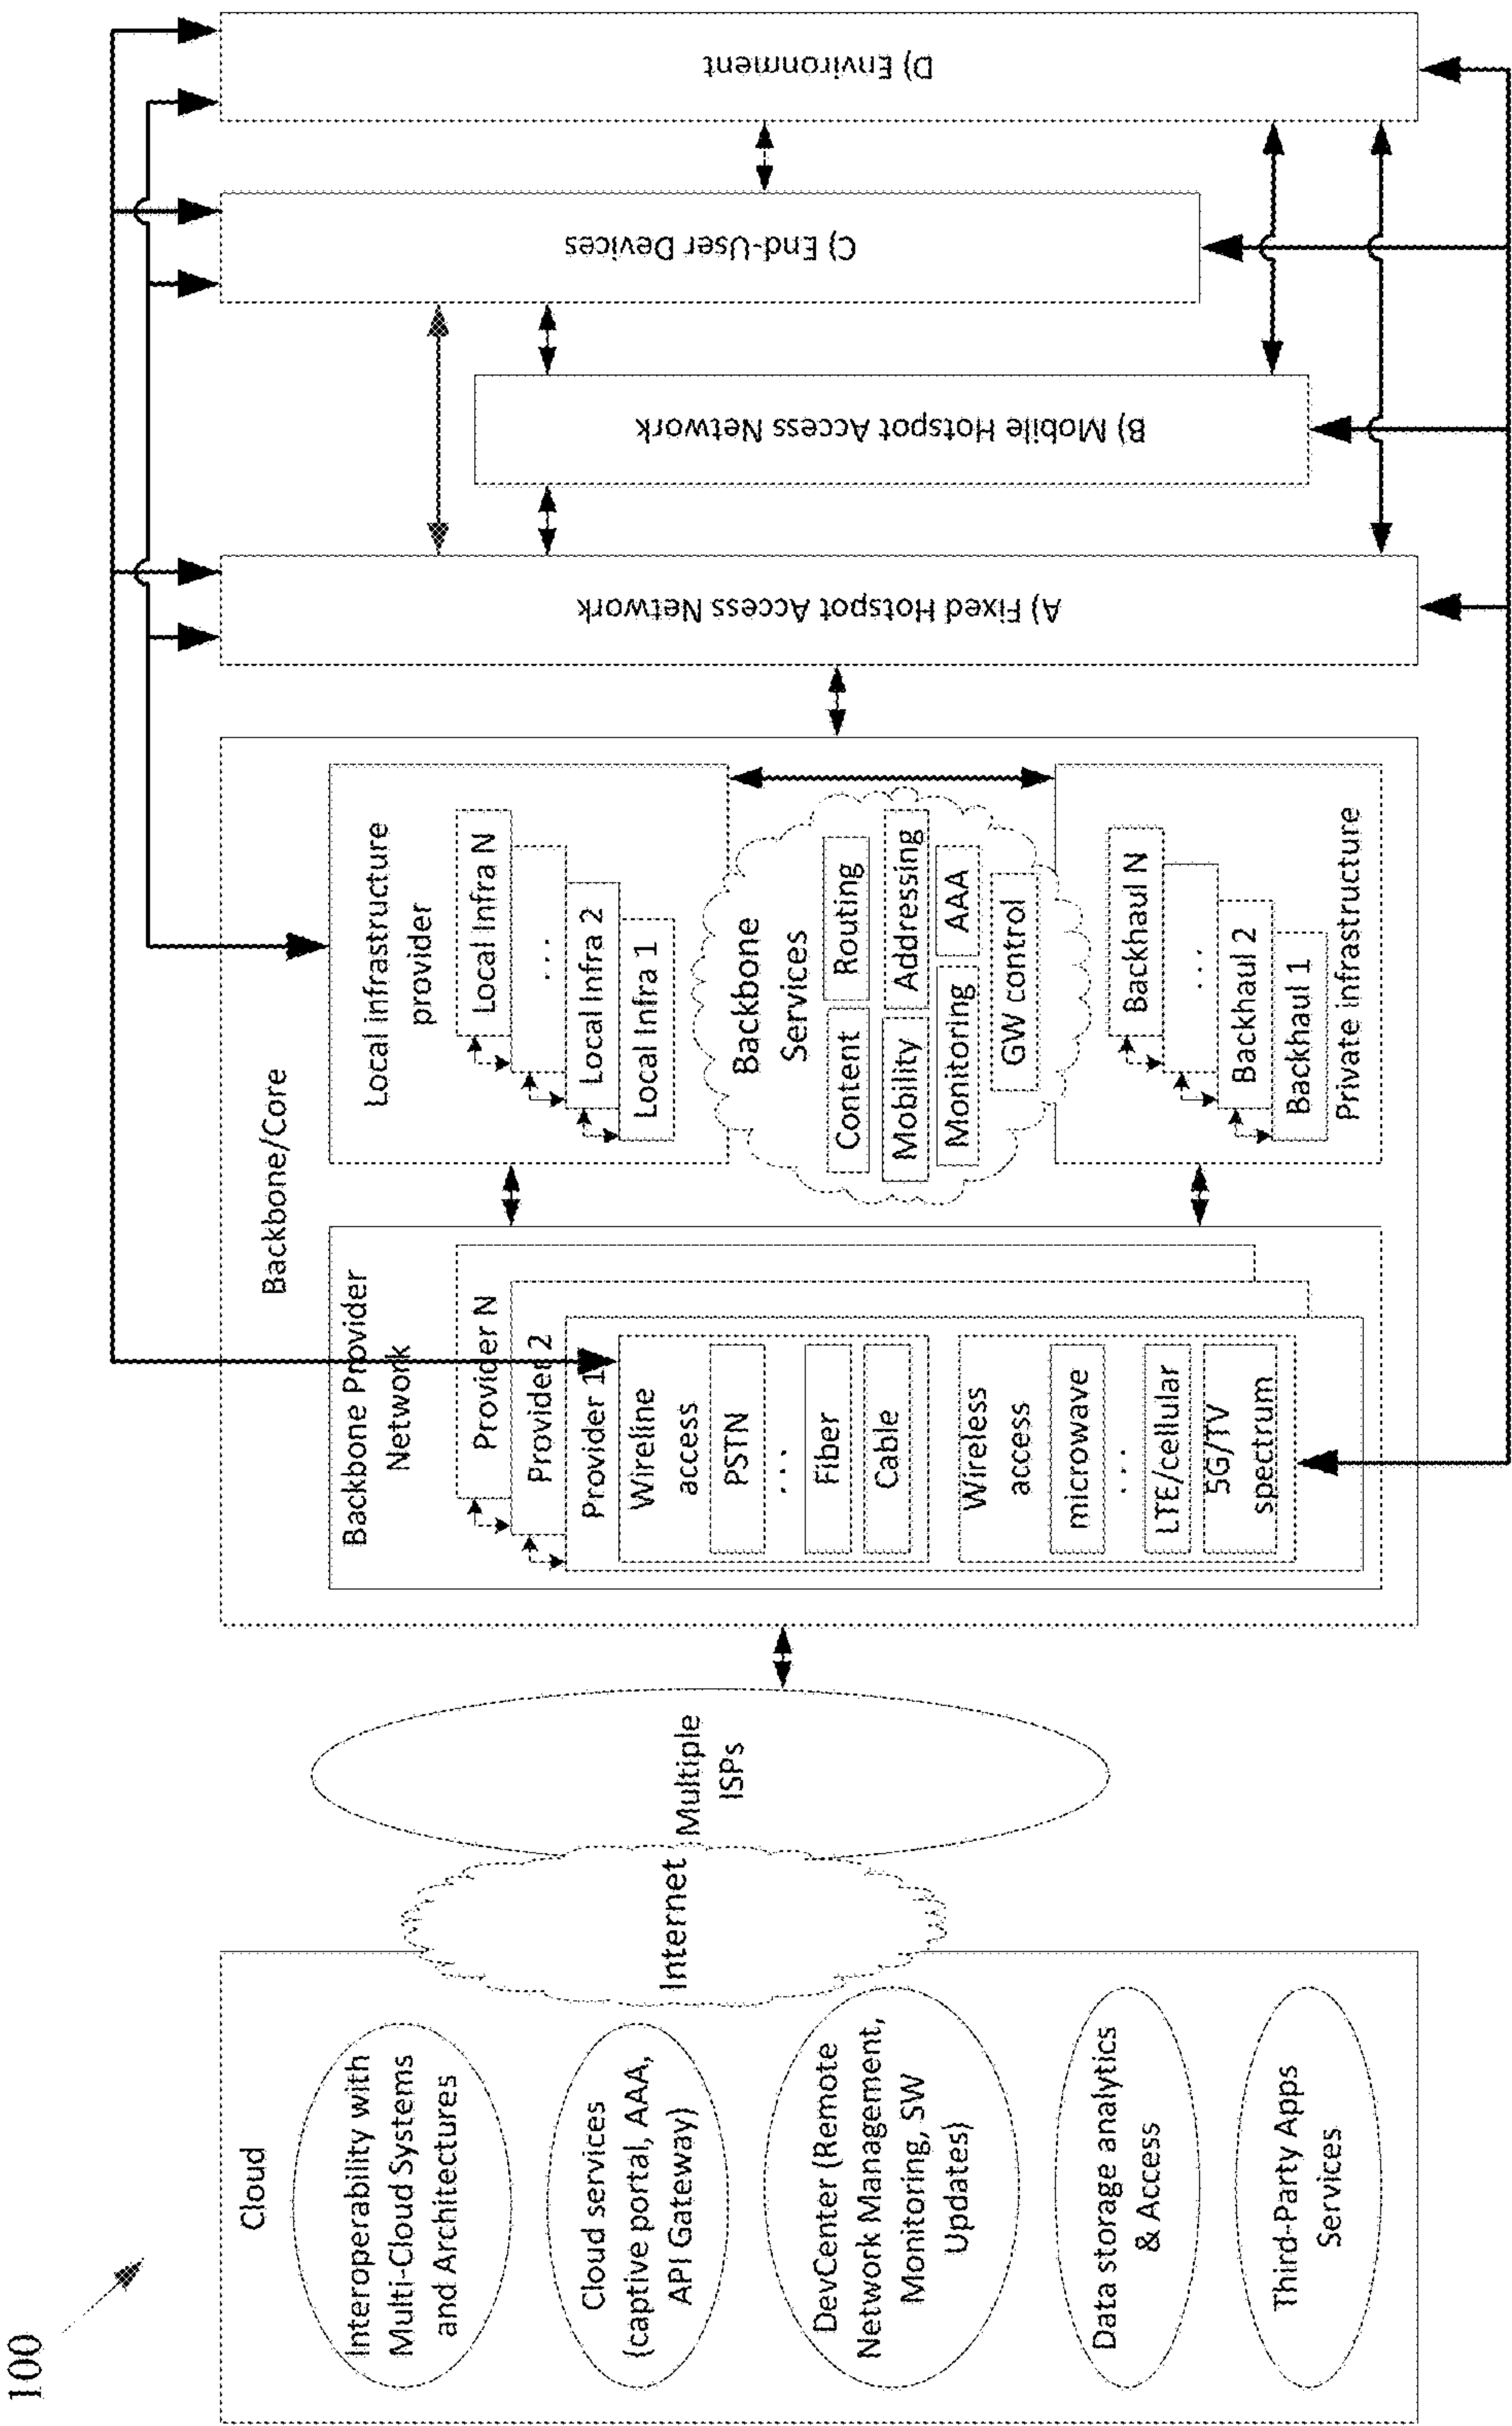 100
Cloud
Interoperability with
Multi-Cloud Systems
and Architectures
Cloud services
(captive portal, AAA,
API Gateway)
DevCenter (Remote
Network Management,
Monitoring, SW
Updates)
Data storage analytics
& Access
Third-Party Apps
Services
Internet
Multiple
ISPs
Backbone/Core
Backbone Provider
Network
Provider N
Provider 2
Provider 1
Wireline
access
PSTN
...
Fiber
Cable
Wireless
access
microwave
...
LTE/cellular
5G/TV
spectrum
Local infrastructure
provider
Local Infra N
...
Local Infra 2
Local Infra 1
Backbone
Services
Content
Routing
Mobility
Addressing
Monitoring
AAA
GW control
Backhaul N
...
Backhaul 2
Backhaul 1
Private infrastructure
A) Fixed Hotspot Access Network
B) Mobile Hotspot Access Network
C) End-User Devices
D) Environment